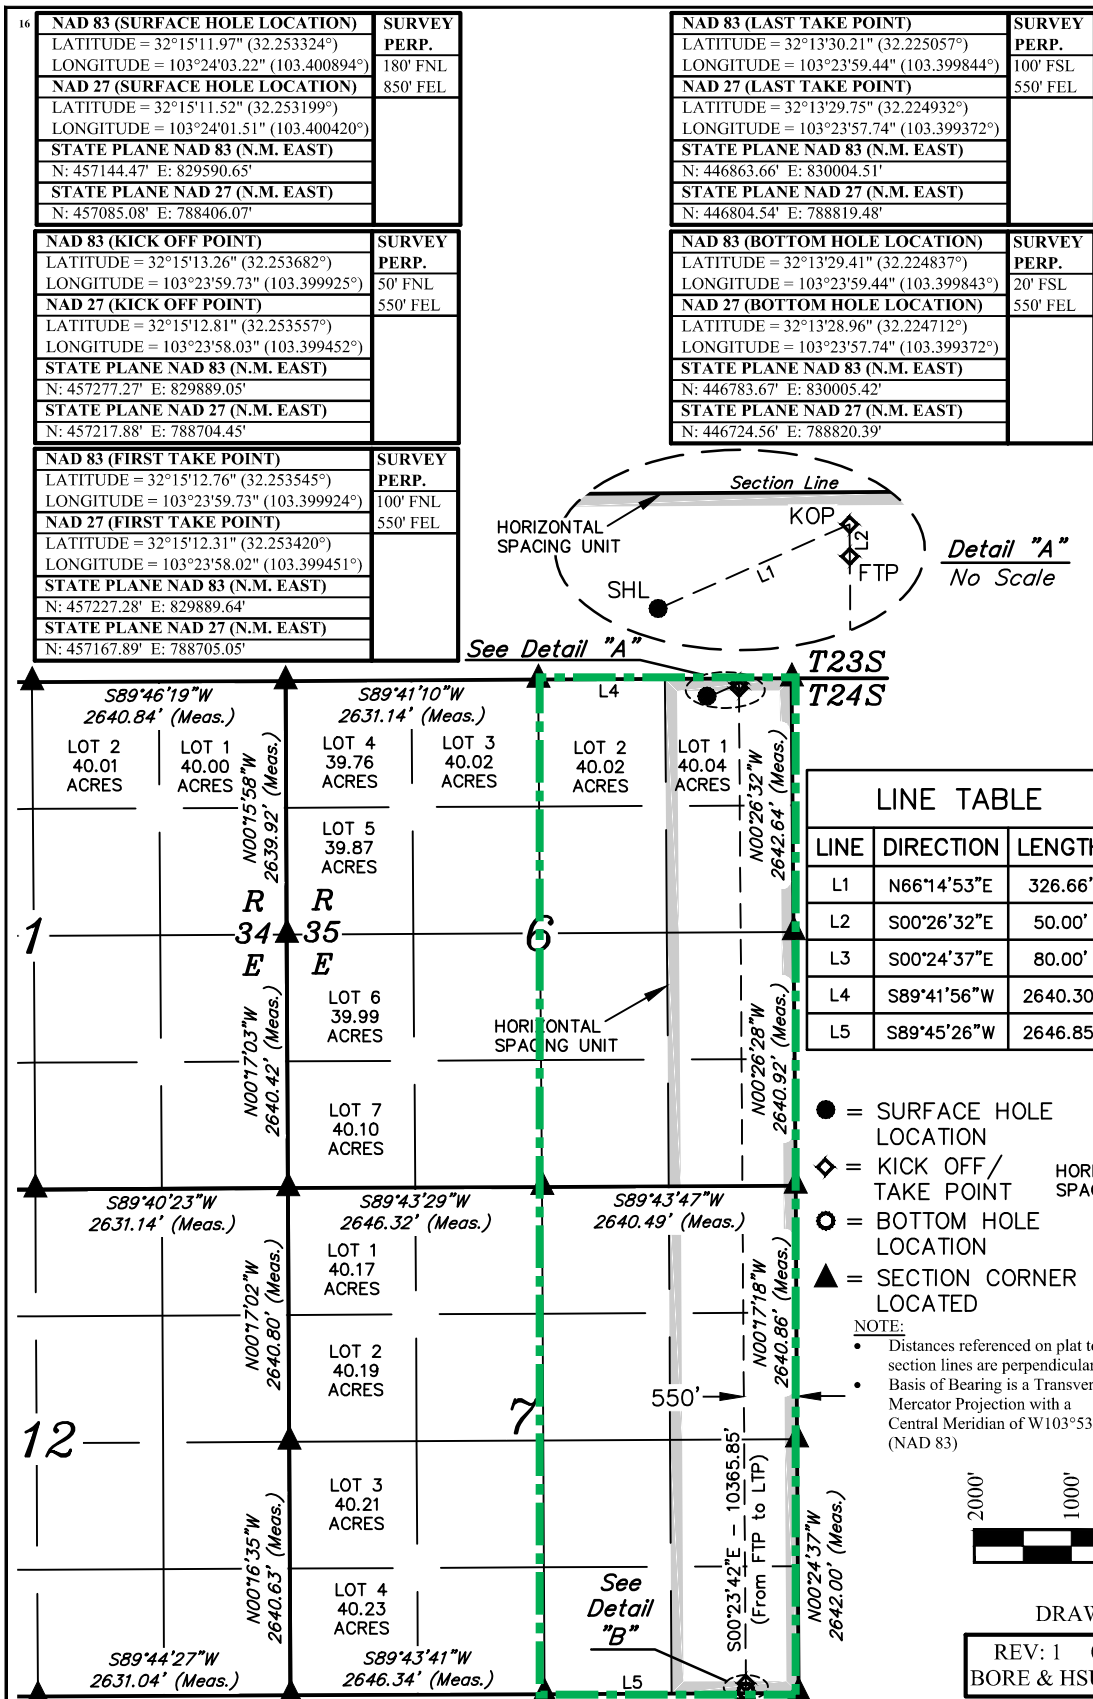 16
NAD 83 (SURFACE HOLE LOCATION)
LATITUDE = 32°15'11.97" (32.253324°)
LONGITUDE = 103°24'03.22" (103.400894°)
NAD 27 (SURFACE HOLE LOCATION)
LATITUDE = 32°15'11.52" (32.253199°)
LONGITUDE = 103°24'01.51" (103.400420°)
STATE PLANE NAD 83 (N.M. EAST)
N: 457144.47' E: 829590.65'
STATE PLANE NAD 27 (N.M. EAST)
N: 457085.08' E: 788406.07'
SURVEY
PERP.
180' FNL
850' FEL
NAD 83 (LAST TAKE POINT)
LATITUDE = 32°13'30.21" (32.225057°)
LONGITUDE = 103°23'59.44" (103.399844°)
NAD 27 (LAST TAKE POINT)
LATITUDE = 32°13'29.75" (32.224932°)
LONGITUDE = 103°23'57.74" (103.399372°)
STATE PLANE NAD 83 (N.M. EAST)
N: 446863.66' E: 830004.51'
STATE PLANE NAD 27 (N.M. EAST)
N: 446804.54' E: 788819.48'
SURVEY
PERP.
100' FSL
550' FEL
NAD 83 (KICK OFF POINT)
LATITUDE = 32°15'13.26" (32.253682°)
LONGITUDE = 103°23'59.73" (103.399925°)
NAD 27 (KICK OFF POINT)
LATITUDE = 32°15'12.81" (32.253557°)
LONGITUDE = 103°23'58.03" (103.399452°)
STATE PLANE NAD 83 (N.M. EAST)
N: 457277.27' E: 829889.05'
STATE PLANE NAD 27 (N.M. EAST)
N: 457217.88' E: 788704.45'
SURVEY
PERP.
50' FNL
550' FEL
NAD 83 (BOTTOM HOLE LOCATION)
LATITUDE = 32°13'29.41" (32.224837°)
LONGITUDE = 103°23'59.44" (103.399843°)
NAD 27 (BOTTOM HOLE LOCATION)
LATITUDE = 32°13'28.96" (32.224712°)
LONGITUDE = 103°23'57.74" (103.399372°)
STATE PLANE NAD 83 (N.M. EAST)
N: 446783.67' E: 830005.42'
STATE PLANE NAD 27 (N.M. EAST)
N: 446724.56' E: 788820.39'
SURVEY
PERP.
20' FSL
550' FEL
NAD 83 (FIRST TAKE POINT)
LATITUDE = 32°15'12.76" (32.253545°)
LONGITUDE = 103°23'59.73" (103.399924°)
NAD 27 (FIRST TAKE POINT)
LATITUDE = 32°15'12.31" (32.253420°)
LONGITUDE = 103°23'58.02" (103.399451°)
STATE PLANE NAD 83 (N.M. EAST)
N: 457227.28' E: 829889.64'
STATE PLANE NAD 27 (N.M. EAST)
N: 457167.89' E: 788705.05'
SURVEY
PERP.
100' FNL
550' FEL
Section Line
HORIZONTAL
SPACING UNIT
KOP
L2
L1
FTP
SHL
Detail "A"
No Scale
See Detail "A"
T23S
T24S
S89°46'19"W
2640.84' (Meas.)
S89°41'10"W
2631.14' (Meas.)
L4
LOT 2
40.01
ACRES
LOT 1
40.00
ACRES
LOT 4
39.76
ACRES
LOT 3
40.02
ACRES
LOT 2
40.02
ACRES
LOT 1
40.04
ACRES
N00°15'58"W
2639.92' (Meas.)
N00°26'32"W
2642.64' (Meas.)
LOT 5
39.87
ACRES
LINE TABLE
LINE DIRECTION LENGTH
L1 N66°14'53"E 326.66'
L2 S00°26'32"E 50.00'
L3 S00°24'37"E 80.00'
L4 S89°41'56"W 2640.30
L5 S89°45'26"W 2646.85
1
R R
34 35
E E
6
LOT 6
39.99
ACRES
HORIZONTAL
SPACING UNIT
N00°17'03"W
2640.42' (Meas.)
N00°26'28"W
2640.92' (Meas.)
LOT 7
40.10
ACRES
= SURFACE HOLE
LOCATION
= KICK OFF/
TAKE POINT
HORI
SPAC
= BOTTOM HOLE
LOCATION
= SECTION CORNER
LOCATED
S89°40'23"W
2631.14' (Meas.)
S89°43'29"W
2646.32' (Meas.)
S89°43'47"W
2640.49' (Meas.)
LOT 1
40.17
ACRES
N00°17'02"W
2640.80' (Meas.)
N00°17'18"W
2640.86' (Meas.)
NOTE:
• Distances referenced on plat to
section lines are perpendicular
• Basis of Bearing is a Transver
Mercator Projection with a
Central Meridian of W103°53
(NAD 83)
LOT 2
40.19
ACRES
550'
12
7
LOT 3
40.21
ACRES
N00°16'35"W
2640.63' (Meas.)
S00°23'42"E - 10365.85'
(From FTP to LTP)
N00°24'37"W
2642.00' (Meas.)
2000'
1000'
LOT 4
40.23
ACRES
See
Detail
"B"
DRAW
REV: 1
BORE & HSU
S89°44'27"W
2631.04' (Meas.)
S89°43'41"W
2646.34' (Meas.)
L5